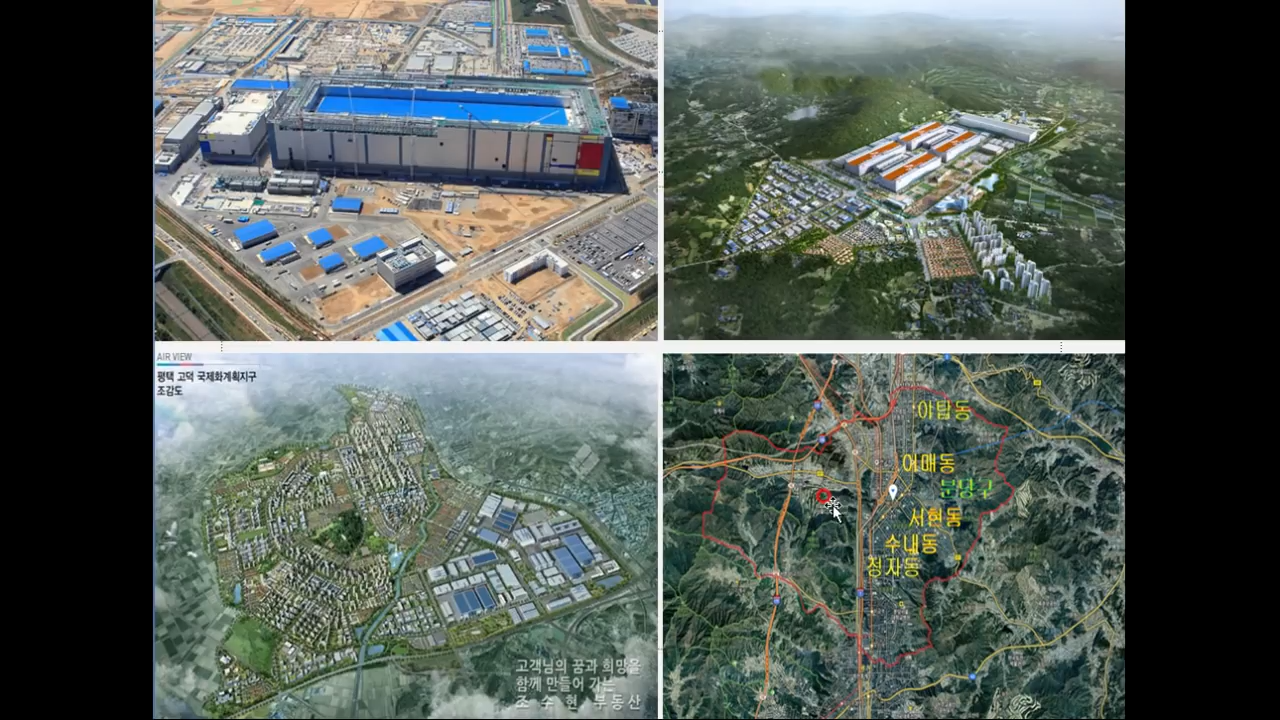 AIR VIEW
평택 고덕 국제화계획지구
조감도
고객님의 꿈과 희망을
함께 만들어 가는
조 수 현 부 동 산
야탑동
이매동
분당구
서현동
수내동
정자동